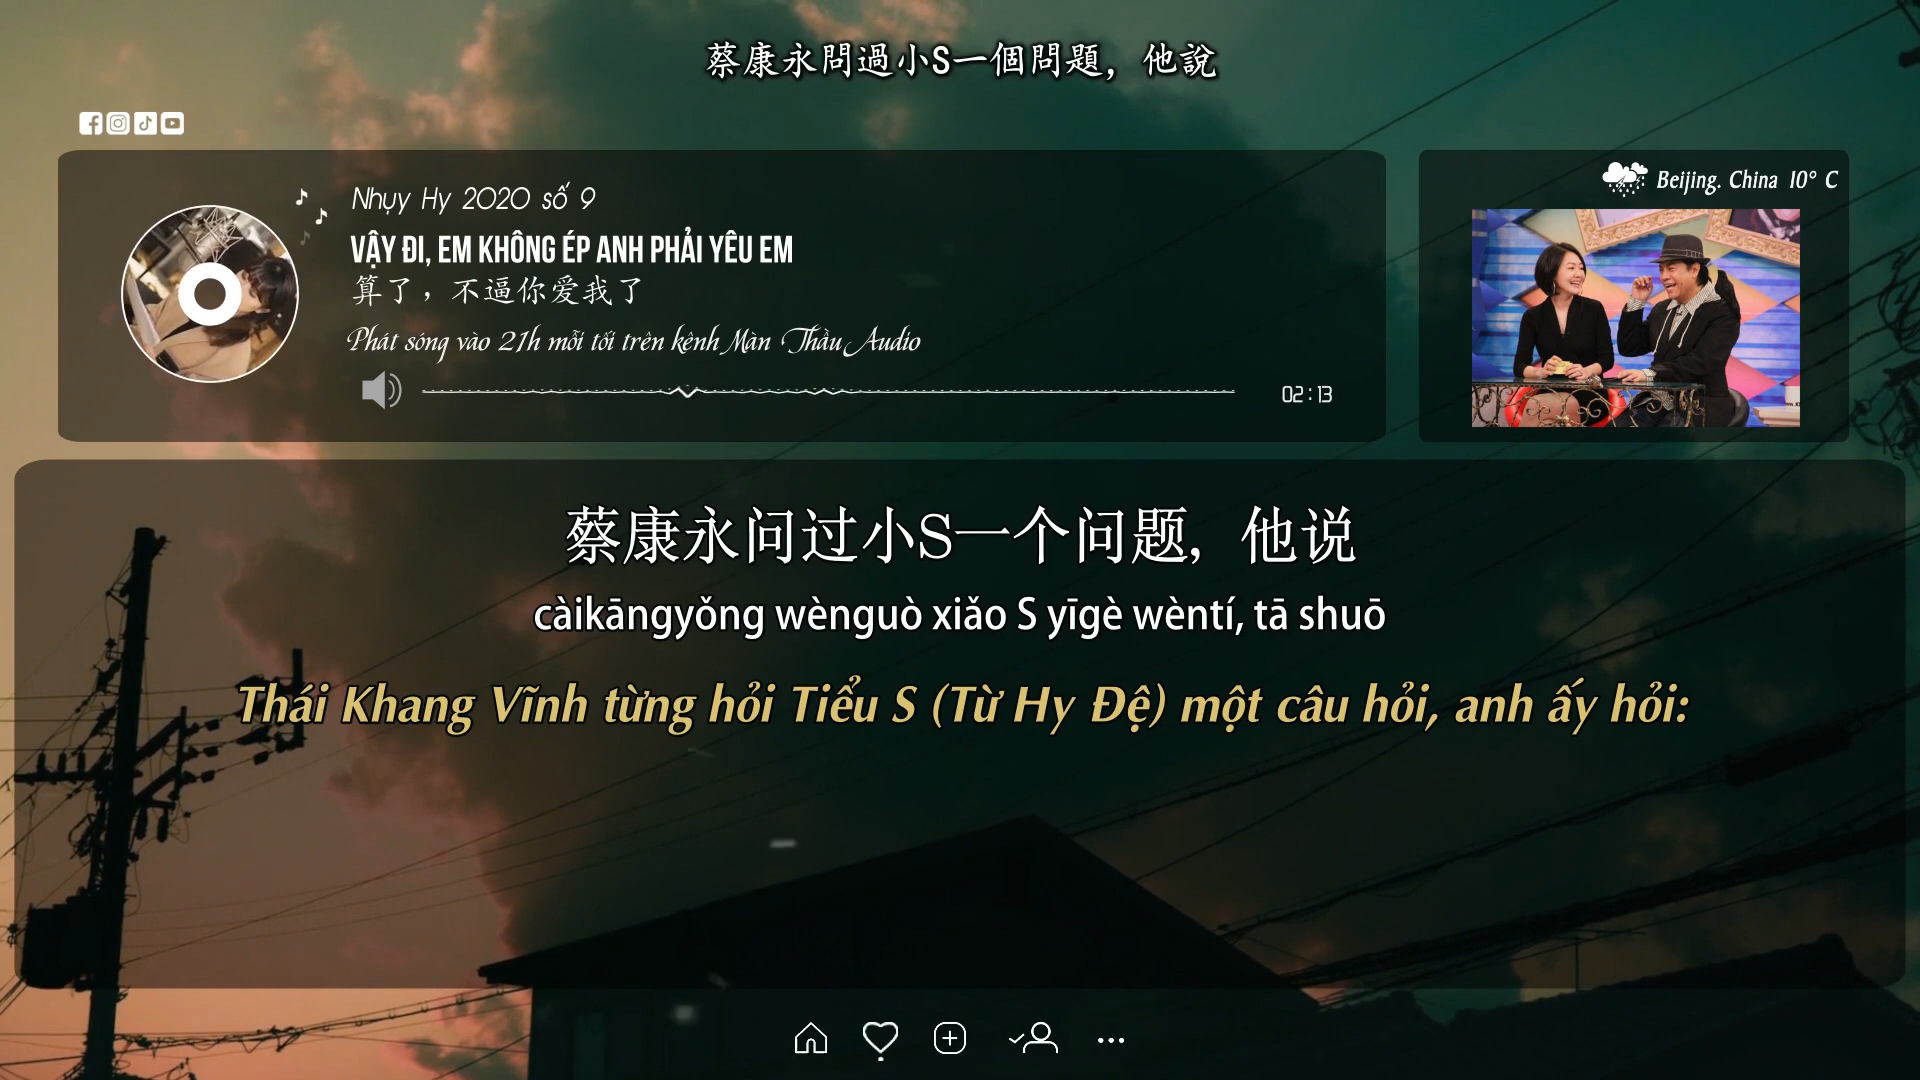 蔡康永問過小S一個問題，他說
Nhụy Hy 2020 số 9
VẬY ĐI, EM KHÔNG ÉP ANH PHẢI YÊU EM
算了，不逼你爱我了
Phát sóng vào 21h mỗi tối trên kênh Màn Thầu Audio
02:13
Beijing. China 10° C
蔡康永问过小S一个问题，他说
càikāngyǒng wènguò xiǎo S yīgè wèntí, tā shuō
Thái Khang Vĩnh từng hỏi Tiểu S (Từ Hy Đệ) một câu hỏi, anh ấy hỏi: